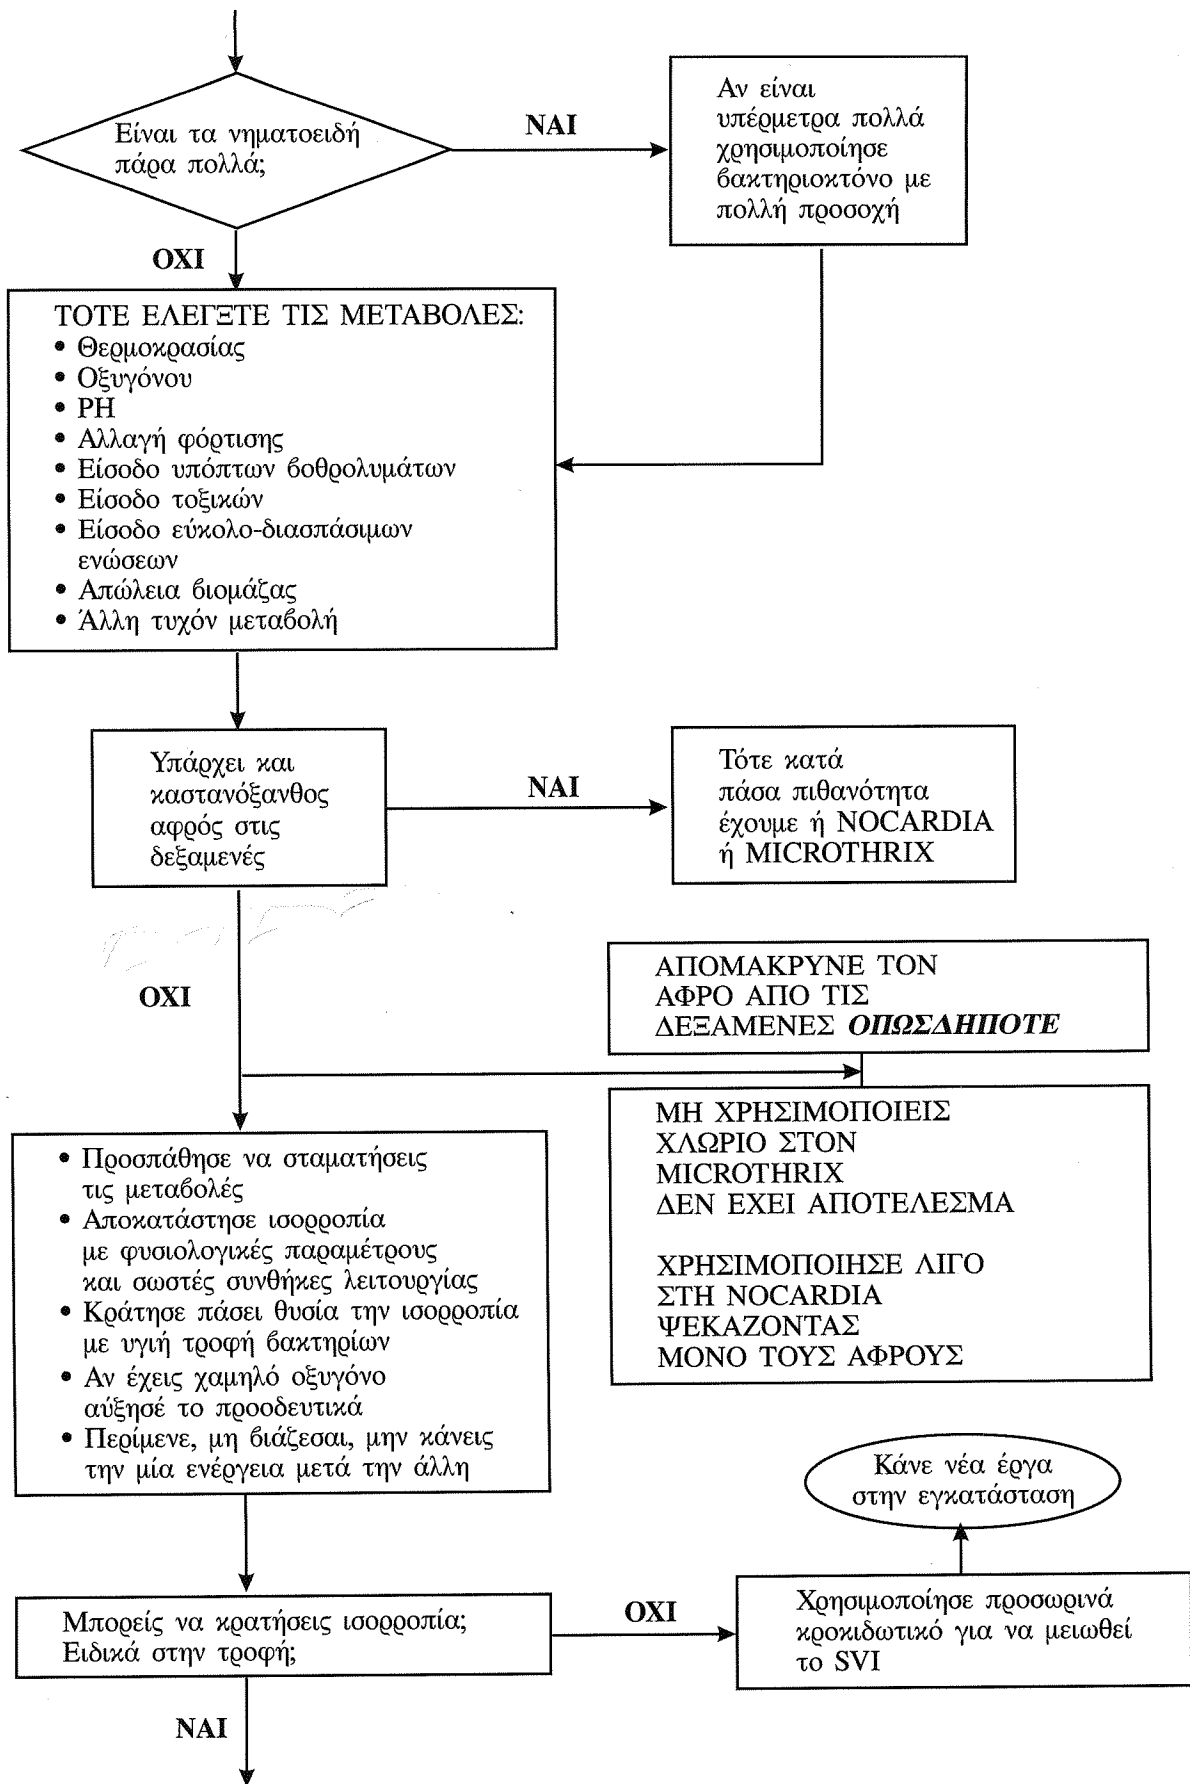 Είναι τα νηματοειδή
πάρα πολλά;
ΝΑΙ
Αν είναι
υπέρμετρα πολλά
χρησιμοποίησε
βακτηριοκτόνο με
πολλή προσοχή
ΟΧΙ
ΤΟΤΕ ΕΛΕΓΞΤΕ ΤΙΣ ΜΕΤΑΒΟΛΕΣ:
• Θερμοκρασίας
• Οξυγόνου
• PH
• Αλλαγή φόρτισης
• Είσοδο υπόπτων βοθρολυμάτων
• Είσοδο τοξικών
• Είσοδο εύκολο-διασπάσιμων
ενώσεων
• Απώλεια βιομάζας
• Άλλη τυχόν μεταβολή
Υπάρχει και
καστανόξανθος
αφρός στις
δεξαμενές
ΝΑΙ
Τότε κατά
πάσα πιθανότητα
έχουμε ή NOCARDIA
ή MICROTHRIX
ΟΧΙ
ΑΠΟΜΑΚΡΥΝΕ ΤΟΝ
ΑΦΡΟ ΑΠΟ ΤΙΣ
ΔΕΞΑΜΕΝΕΣ ΟΠΩΣΔΗΠΟΤΕ
ΜΗ ΧΡΗΣΙΜΟΠΟΙΕΙΣ
ΧΛΩΡΙΟ ΣΤΟΝ
MICROTHRIX
ΔΕΝ ΕΧΕΙ ΑΠΟΤΕΛΕΣΜΑ
ΧΡΗΣΙΜΟΠΟΙΗΣΕ ΛΙΓΟ
ΣΤΗ NOCARDIA
ΨΕΚΑΖΟΝΤΑΣ
ΜΟΝΟ ΤΟΥΣ ΑΦΡΟΥΣ
• Προσπάθησε να σταματήσεις
τις μεταβολές
• Αποκατάστησε ισορροπία
με φυσιολογικές παραμέτρους
και σωστές συνθήκες λειτουργίας
• Κράτησε πάσει θυσία την ισορροπία
με υγιή τροφή βακτηρίων
• Αν έχεις χαμηλό οξυγόνο
αύξησέ το προοδευτικά
• Περίμενε, μη βιάζεσαι, μην κάνεις
την μία ενέργεια μετά την άλλη
Κάνε νέα έργα
στην εγκατάσταση
Μπορείς να κρατήσεις ισορροπία;
Ειδικά στην τροφή;
ΟΧΙ
Χρησιμοποίησε προσωρινά
κροκιδωτικό για να μειωθεί
το SVI
ΝΑΙ